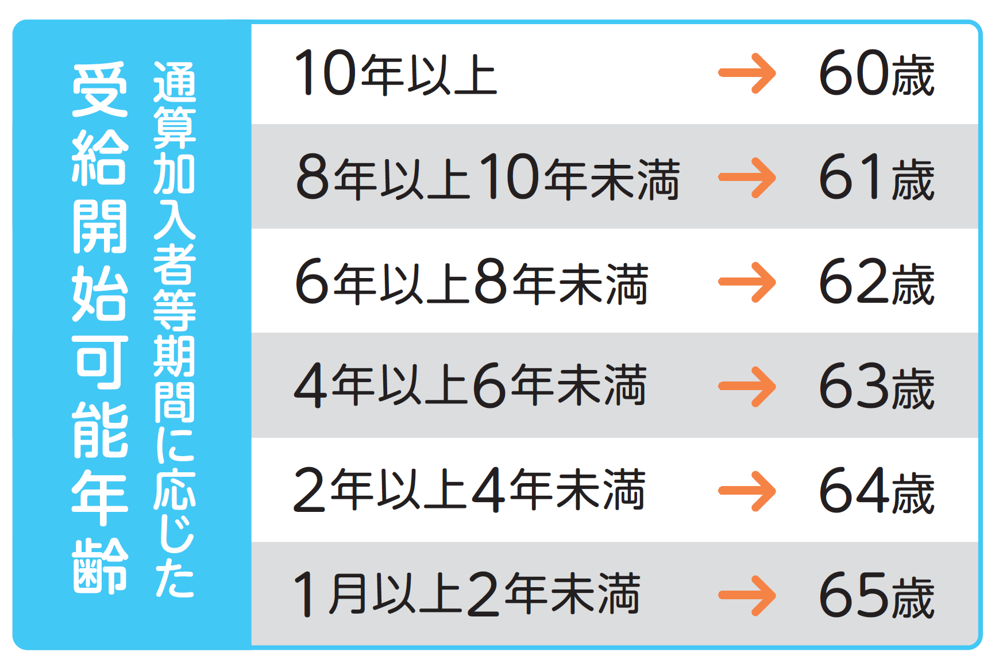 通算加入者等期間に応じた
受給開始可能年齢
10年以上 → 60歳
8年以上10年未満 → 61歳
6年以上8年未満 → 62歳
4年以上6年未満 → 63歳
2年以上4年未満 → 64歳
1月以上2年未満 → 65歳